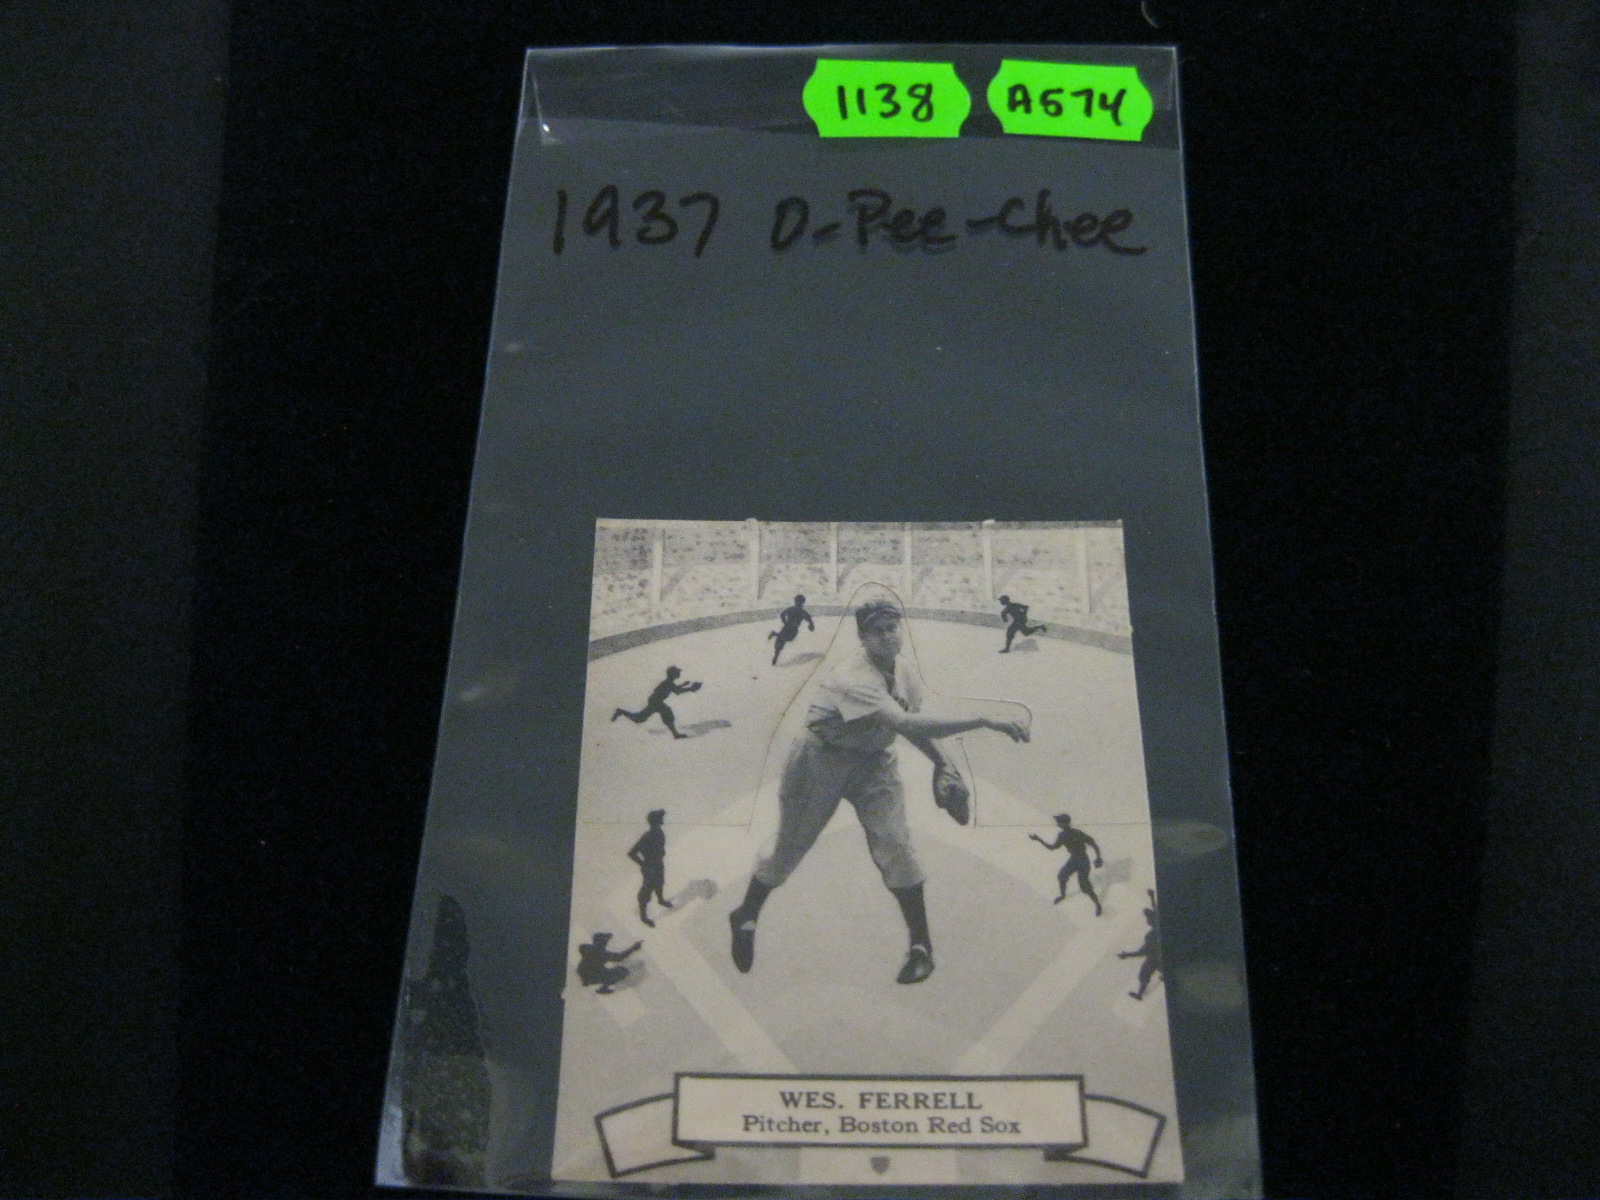 1138 A574
1937 O-Pee-Chee
WES. FERRELL
Pitcher, Boston Red Sox